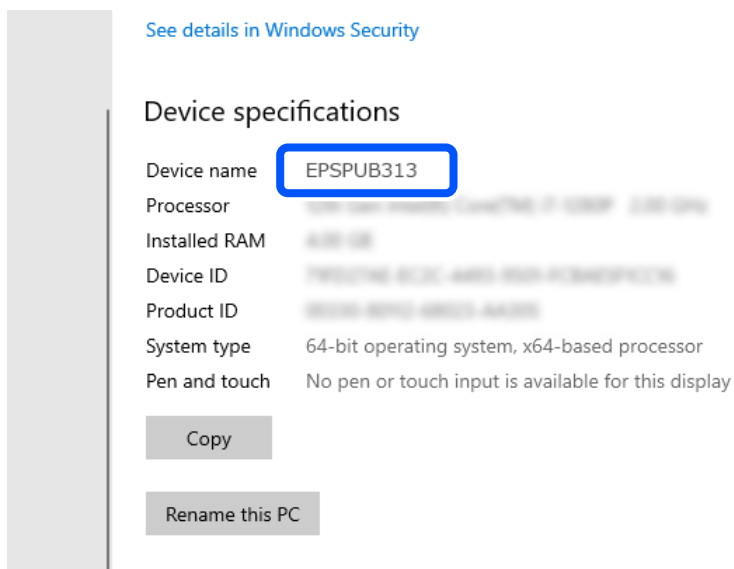 See details in Windows Security
Device specifications
Device name EPSPUB313
Processor
Installed RAM
Device ID
Product ID
System type 64-bit operating system, x64-based processor
Pen and touch No pen or touch input is available for this display
Copy
Rename this PC